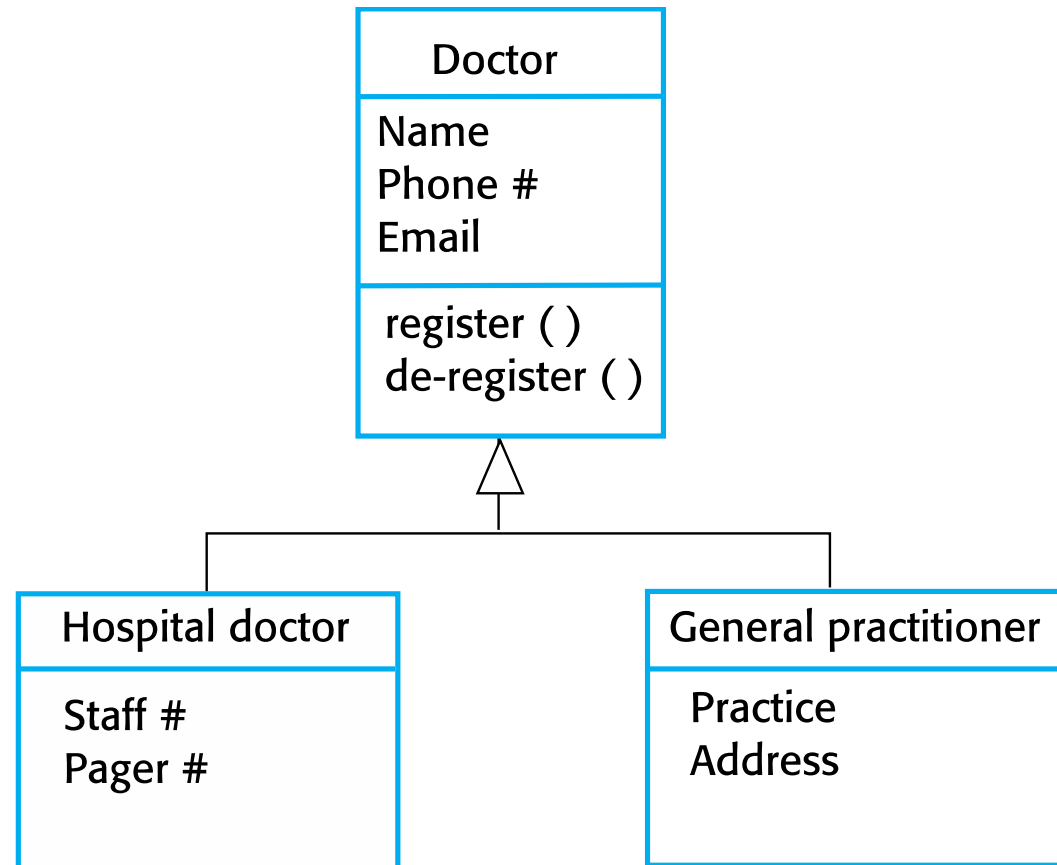 Doctor
Name
Phone #
Email
register ( )
de-register ( )
Hospital doctor
Staff #
Pager #
General practitioner
Practice
Address